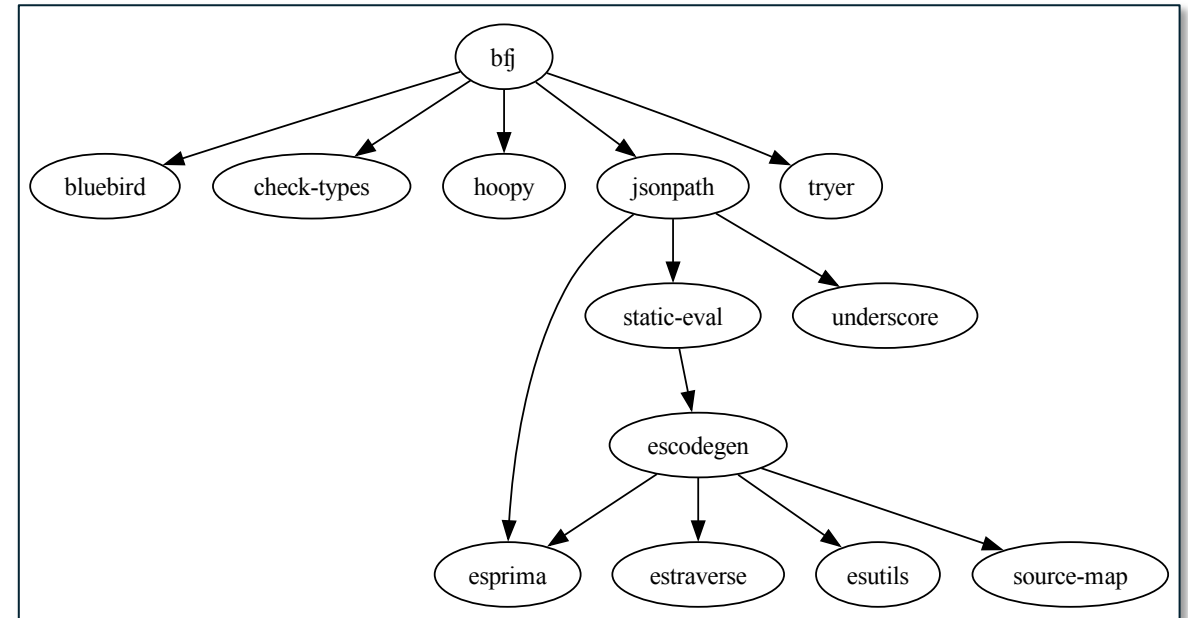 bfj
bluebird
check-types
hoopy
jsonpath
tryer
static-eval
underscore
escodegen
esprima
estraverse
esutils
source-map